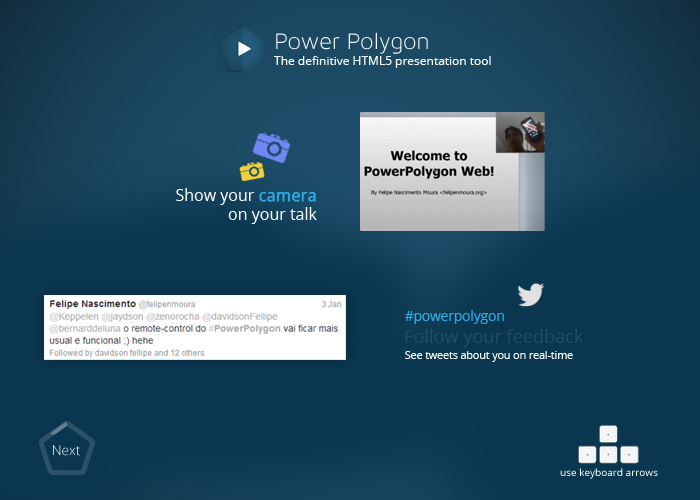 Power Polygon
The definitive HTML5 presentation tool
Show your camera
on your talk
Welcome to
PowerPolygon Web!
By Felipe Nascimento Moura <felipenmoura.org>
Felipe Nascimento @felipenmoura 3 Jan
@Keppelen @jaydson @zenorocha @davidsonFellipe
@bernarddeluna o remote-control do #PowerPolygon vai ficar mais
usual e funcional ;) hehe
Followed by davidson fellipe and 12 others
#powerpolygon
Follow your feedback
See tweets about you on real-time
Next
use keyboard arrows